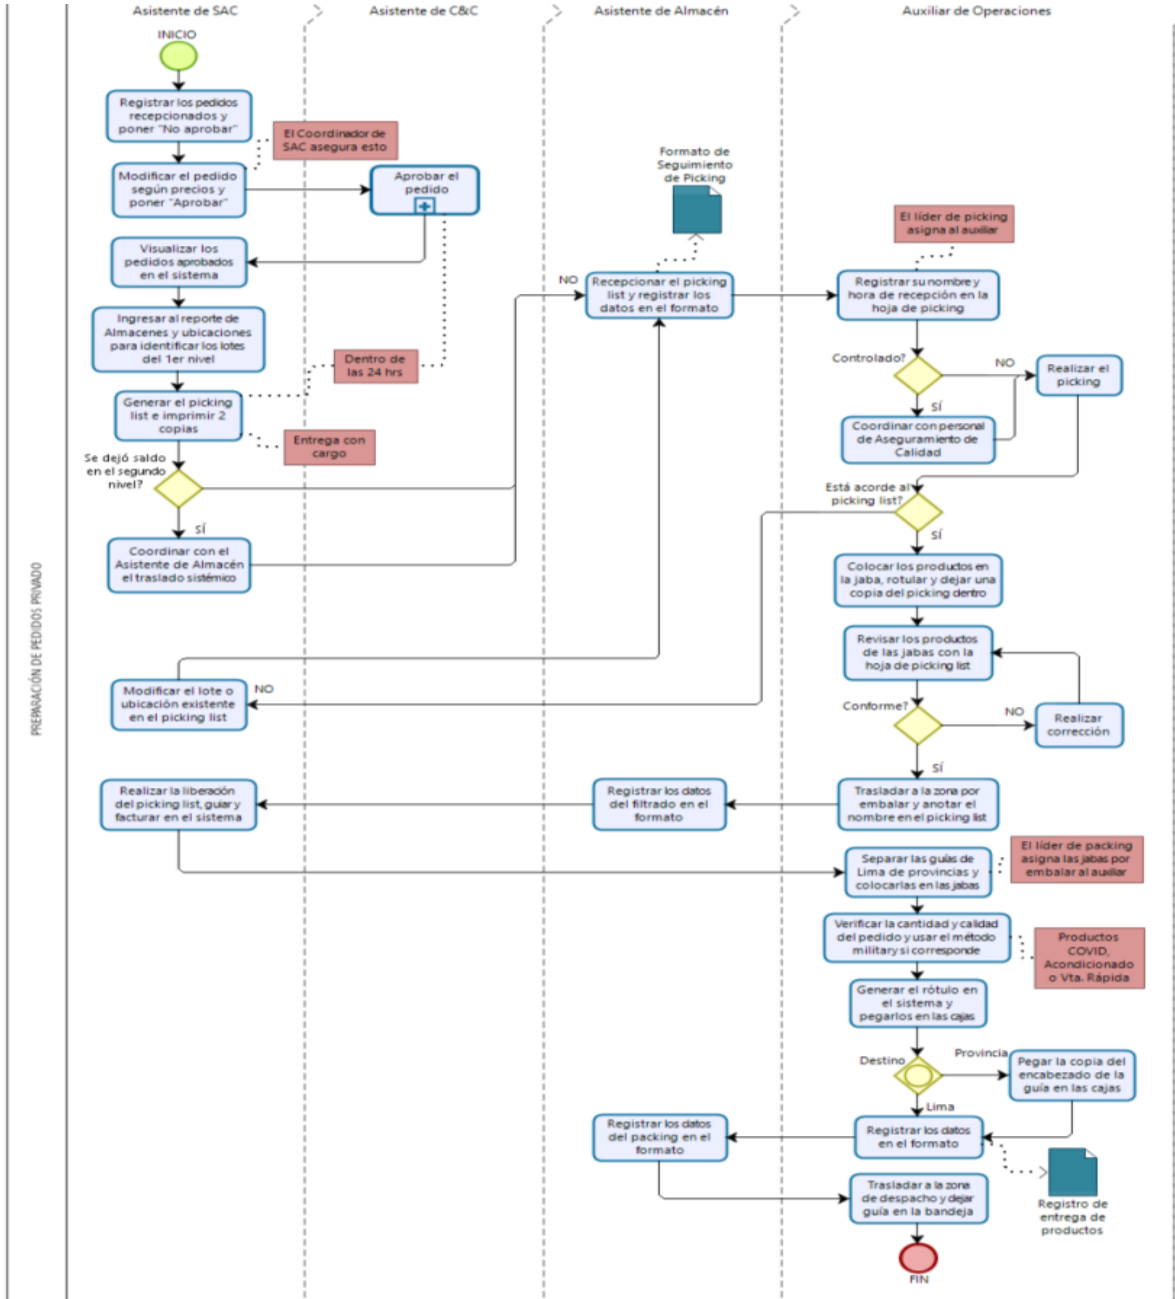 Asistente de SAC
Asistente de C&C
Asistente de Almacén
Auxiliar de Operaciones
PREPARACIÓN DE PEDIDOS PRIVADO
INICIO
Registrar los pedidos
recepcionados y
poner "No aprobar"
El Coordinador de
SAC asegura esto
Modificar el pedido
según precios y
poner "Aprobar"
Aprobar el
pedido
Visualizar los
pedidos aprobados
en el sistema
Ingresar al reporte de
Almacenes y ubicaciones
para identificar los lotes
del 1er nivel
Dentro de
las 24 hrs
Generar el picking
list e imprimir 2
copias
Entrega con
cargo
Se dejó saldo
en el segundo
nivel?
SÍ
NO
Coordinar con el
Asistente de Almacén
el traslado sistémico
Formato de
Seguimiento
de Picking
Recepcionar el picking
list y registrar los
datos en el formato
El líder de picking
asigna al auxiliar
Registrar su nombre y
hora de recepción en la
hoja de picking
Controlado?
NO
Realizar el
picking
SÍ
Coordinar con personal
de Aseguramiento de
Calidad
Está acorde al
picking list?
SÍ
NO
Modificar el lote o
ubicación existente
en el picking list
Colocar los productos en
la jaba, rotular y dejar una
copia del picking dentro
Revisar los productos
de las jabas con la
hoja de picking list
Conforme?
NO
Realizar
corrección
SÍ
Trasladar a la zona por
embalar y anotar el
nombre en el picking list
Registrar los datos
del filtrado en el
formato
Realizar la liberación
del picking list, guiar y
facturar en el sistema
Separar las guías de
Lima de provincias y
colocarlas en las jabas
El líder de packing
asigna las jabas por
embalar al auxiliar
Verificar la cantidad y calidad
del pedido y usar el método
military si corresponde
Productos
COVID,
Acondicionado
o Vta. Rápida
Generar el rótulo en
el sistema y
pegarlos en las cajas
Destino
Provincia
Pegar la copia del
encabezado de la
guía en las cajas
Lima
Registrar los datos
en el formato
Registro de
entrega de
productos
Registrar los datos
del packing en el
formato
Trasladar a la zona
de despacho y dejar
guía en la bandeja
FIN